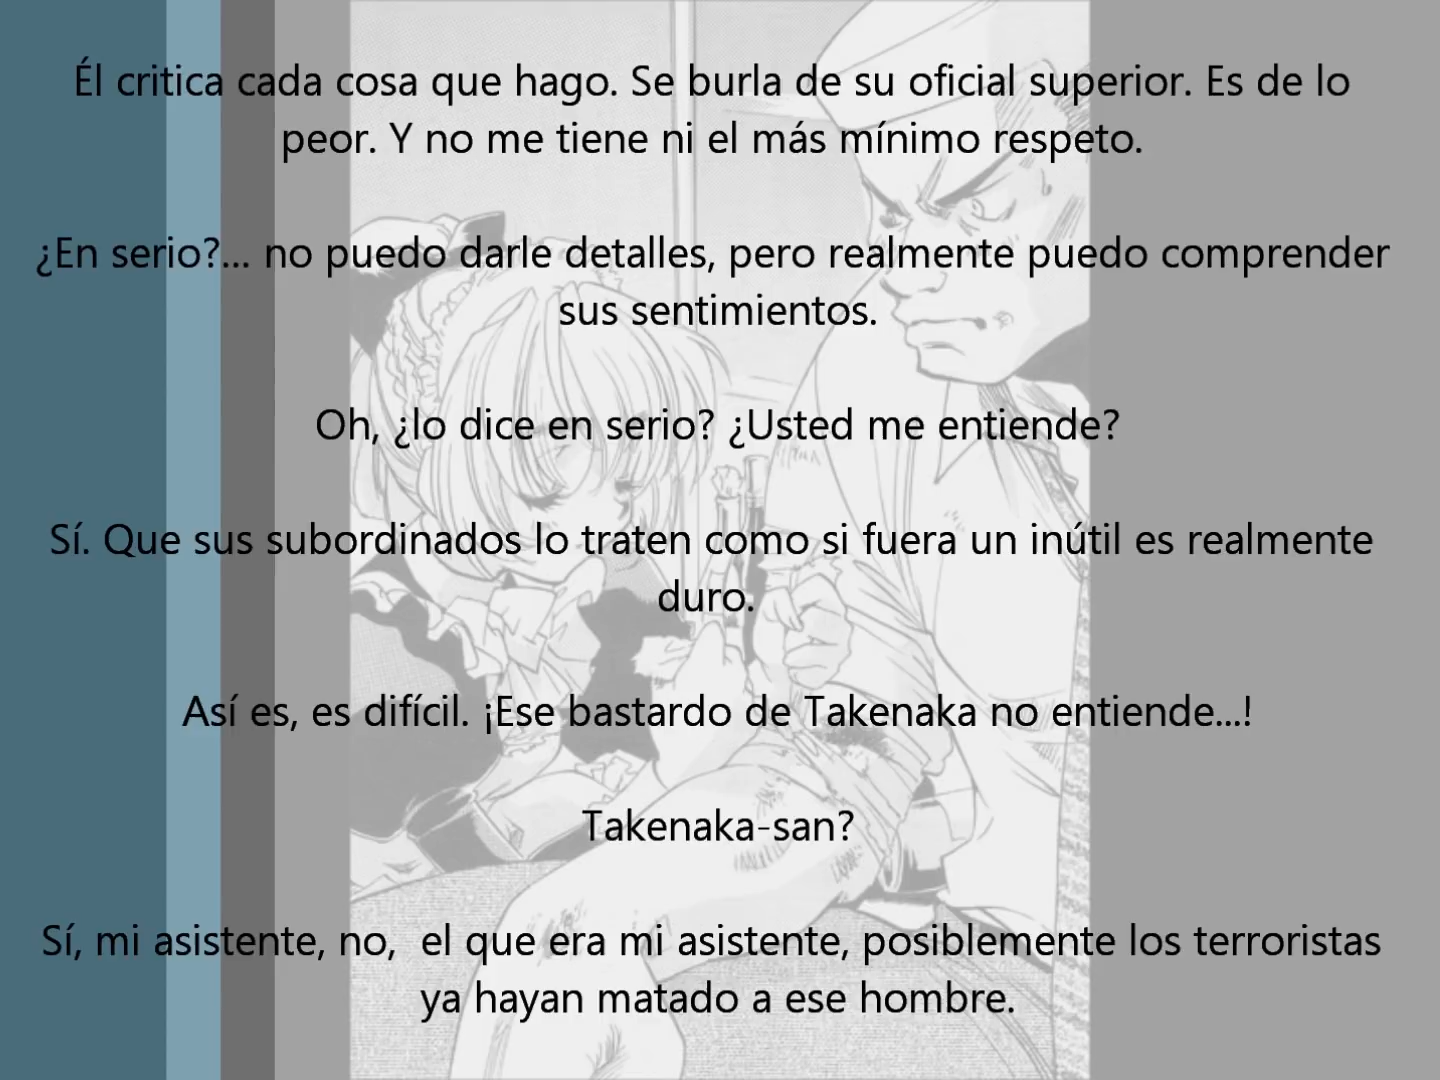 Él critica cada cosa que hago. Se burla de su oficial superior. Es de lo
peor. Y no me tiene ni el más mínimo respeto.
¿En serio?... no puedo darle detalles, pero realmente puedo comprender
sus sentimientos.
Oh, ¿lo dice en serio? ¿Usted me entiende?
Sí. Que sus subordinados lo traten como si fuera un inútil es realmente
duro.
Así es, es difícil. ¡Ese bastardo de Takenaka no entiende...!
Takenaka-san?
Sí, mi asistente, no,  el que era mi asistente, posiblemente los terroristas
ya hayan matado a ese hombre.